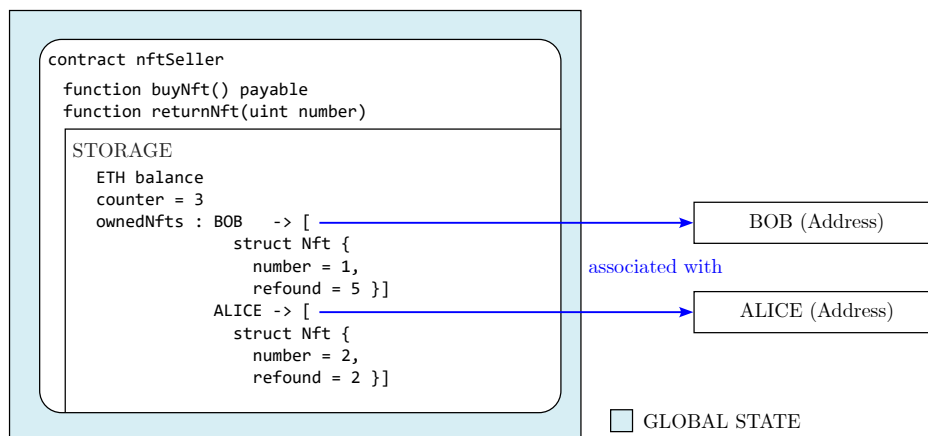 contract nftSeller
function buyNft() payable
function returnNft(uint number)
STORAGE
ETH balance
counter = 3
ownedNfts : BOB -> [
struct Nft {
number = 1,
refound = 5 }]
ALICE -> [
struct Nft {
number = 2,
refound = 2 }]
BOB (Address)
associated with
ALICE (Address)
GLOBAL STATE